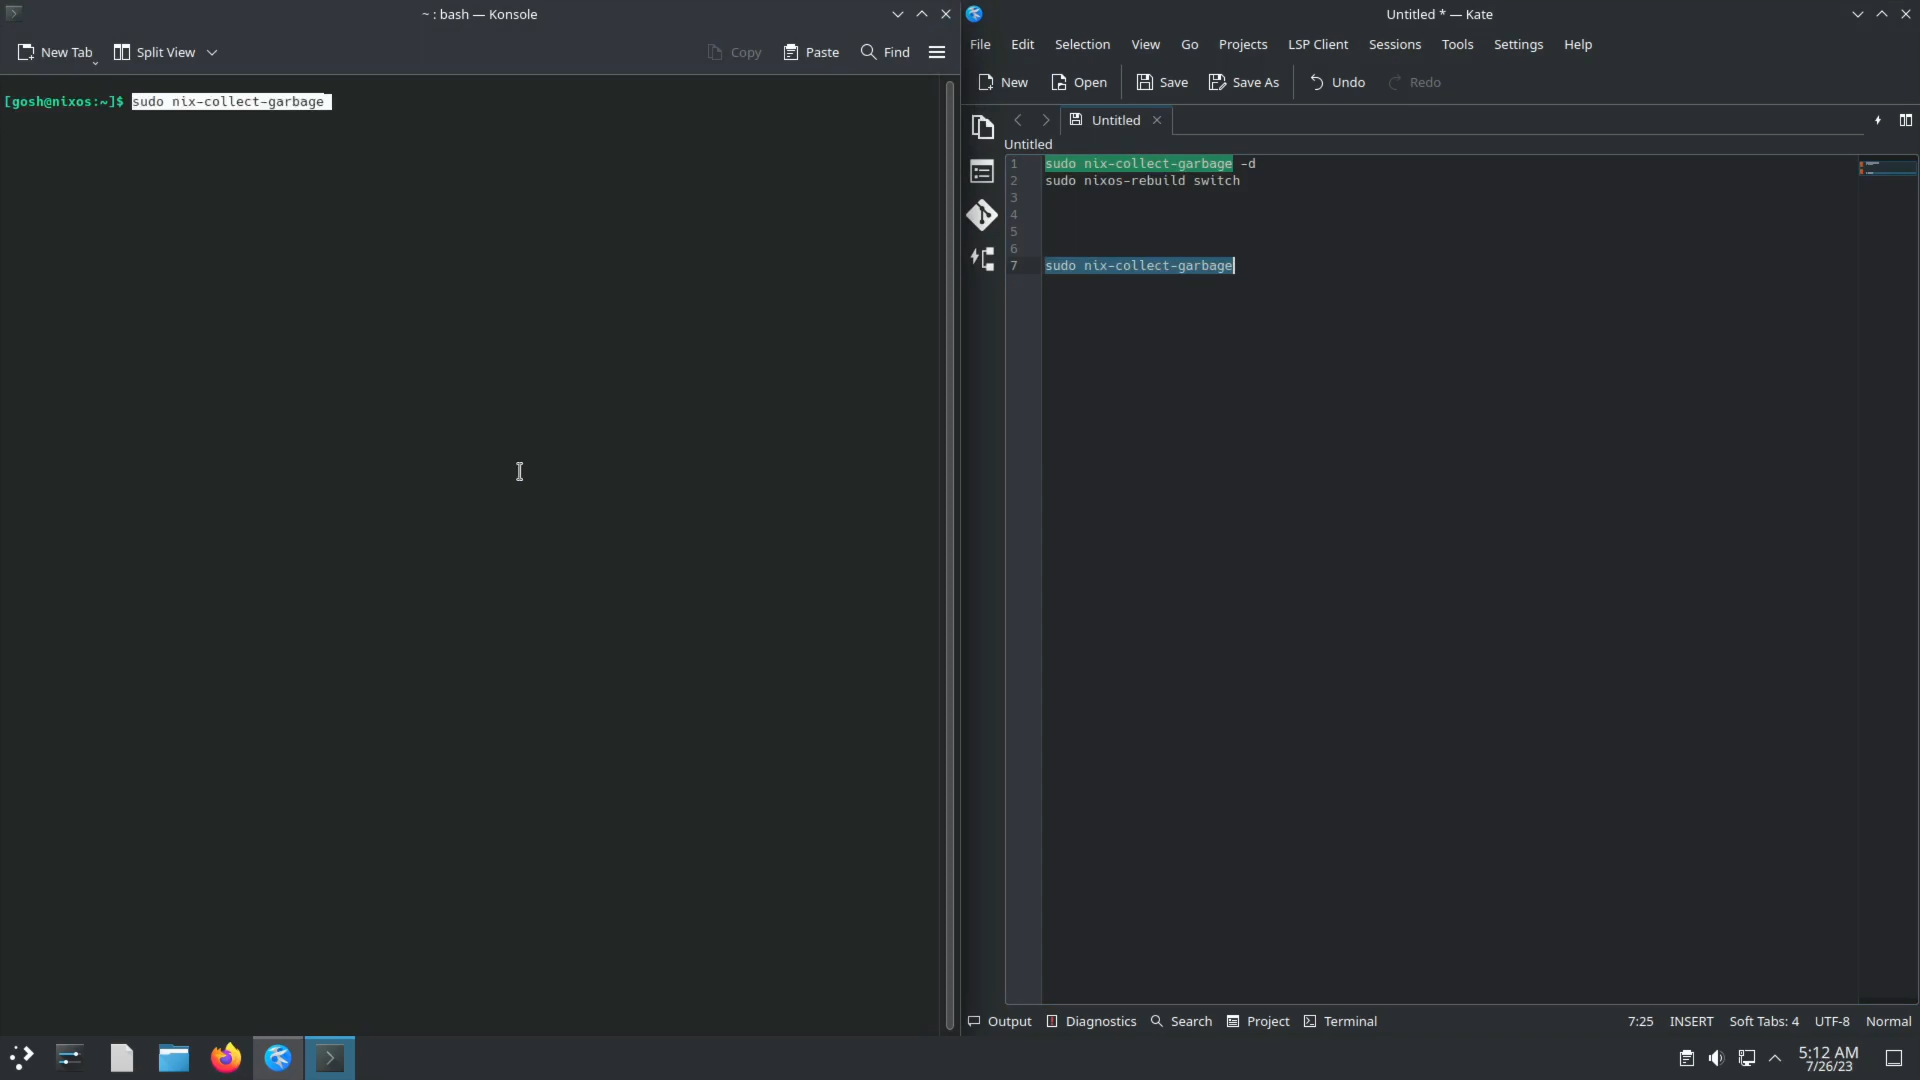 ~ : bash — Konsole
New Tab
Split View
Copy
Paste
Find
[gosh@nixos:~]$ sudo nix-collect-garbage
Untitled * — Kate
File Edit Selection View Go Projects LSP Client Sessions Tools Settings Help
New
Open
Save
Save As
Undo
Redo
Untitled
Untitled
1 sudo nix-collect-garbage -d
2 sudo nixos-rebuild switch
3
4
5
6
7 sudo nix-collect-garbage
Output
Diagnostics
Search
Project
Terminal
7:25
INSERT
Soft Tabs: 4
UTF-8
Normal
5:12 AM
7/26/23